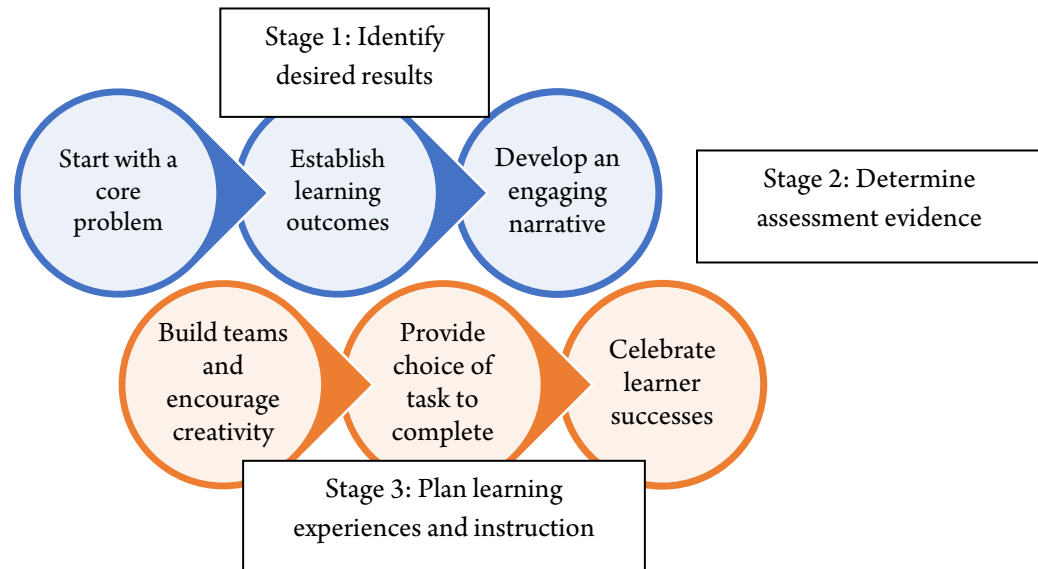 Stage 1: Identify
desired results
Start with a
core
problem
Establish
learning
outcomes
Develop an
engaging
narrative
Stage 2: Determine
assessment evidence
Build teams
and
encourage
creativity
Provide
choice of
task to
complete
Celebrate
learner
successes
Stage 3: Plan learning
experiences and instruction